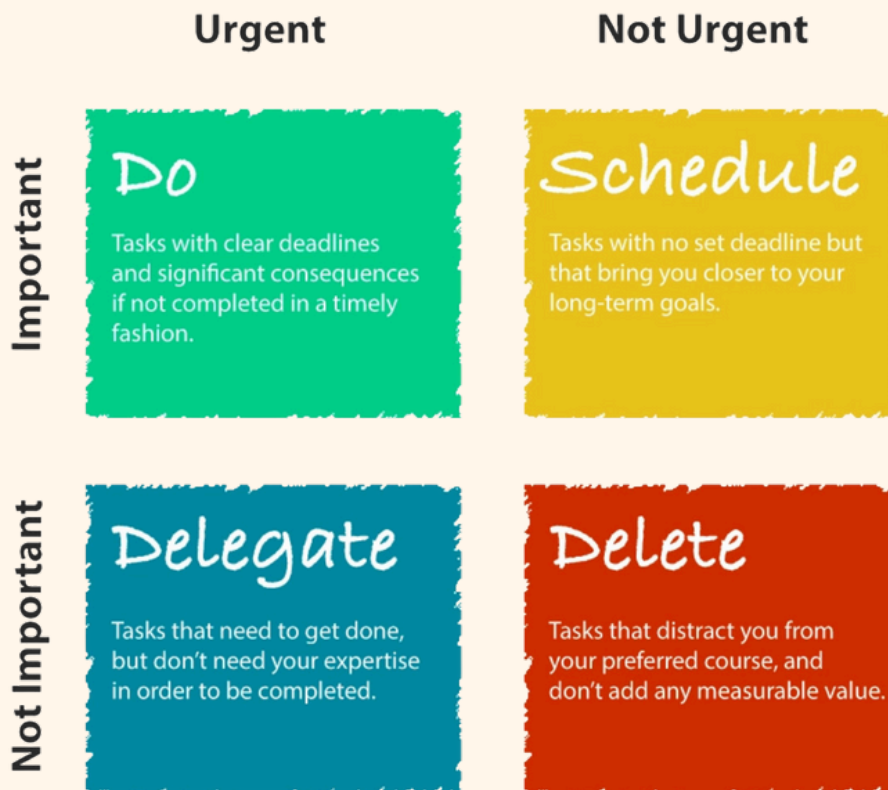 Urgent
Not Urgent
Important
Do
Tasks with clear deadlines
and significant consequences
if not completed in a timely
fashion.
Schedule
Tasks with no set deadline but
that bring you closer to your
long-term goals.
Not Important
Delegate
Tasks that need to get done,
but don’t need your expertise
in order to be completed.
Delete
Tasks that distract you from
your preferred course, and
don’t add any measurable value.